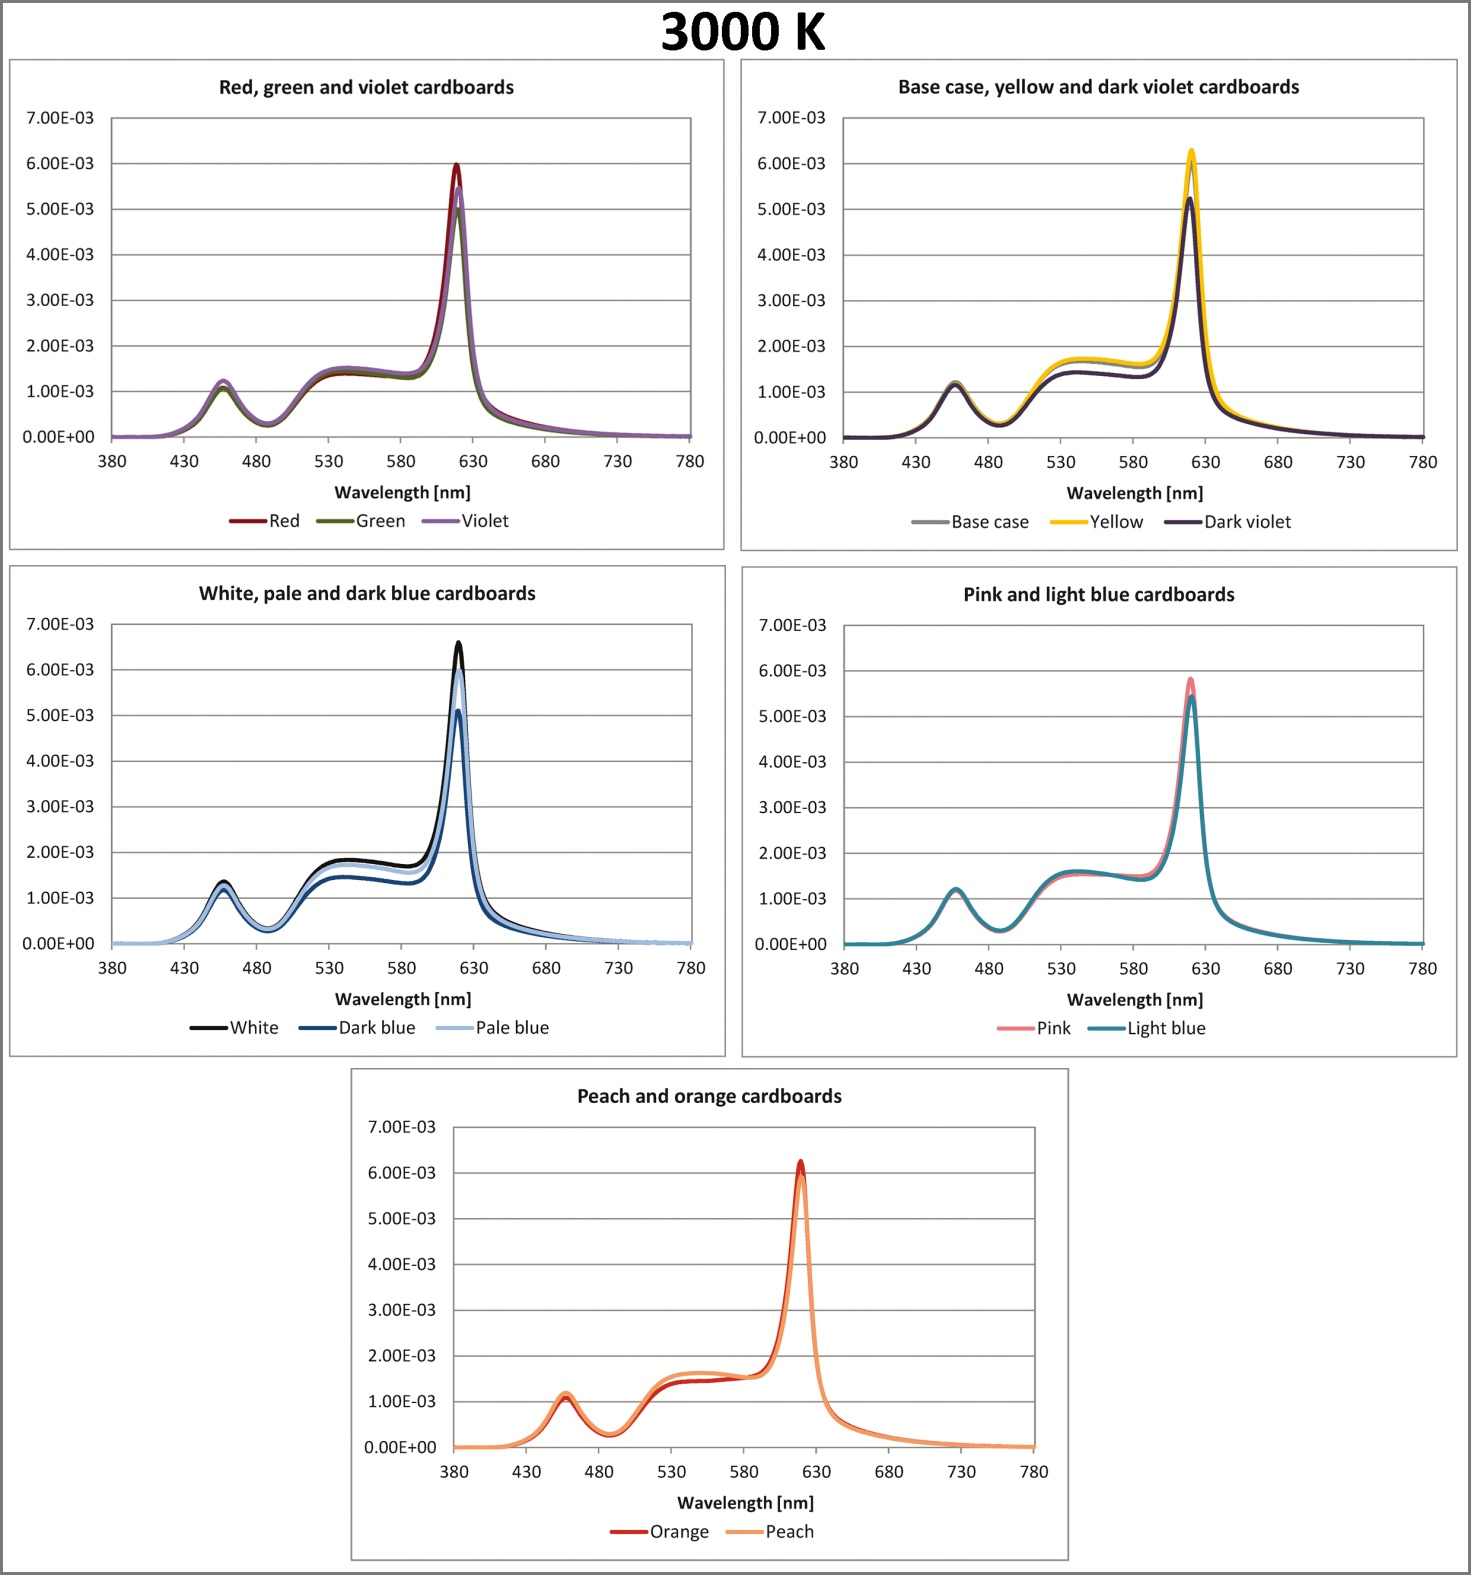 3000 K
Red, green and violet cardboards
7.00E-03
6.00E-03
5.00E-03
4.00E-03
3.00E-03
2.00E-03
1.00E-03
0.00E+00
380 430 480 530 580 630 680 730 780
Wavelength [nm]
Red Green Violet
Base case, yellow and dark violet cardboards
7.00E-03
6.00E-03
5.00E-03
4.00E-03
3.00E-03
2.00E-03
1.00E-03
0.00E+00
380 430 480 530 580 630 680 730 780
Wavelength [nm]
Base case Yellow Dark violet
White, pale and dark blue cardboards
7.00E-03
6.00E-03
5.00E-03
4.00E-03
3.00E-03
2.00E-03
1.00E-03
0.00E+00
380 430 480 530 580 630 680 730 780
Wavelength [nm]
White Dark blue Pale blue
Pink and light blue cardboards
7.00E-03
6.00E-03
5.00E-03
4.00E-03
3.00E-03
2.00E-03
1.00E-03
0.00E+00
380 430 480 530 580 630 680 730 780
Wavelength [nm]
Pink Light blue
Peach and orange cardboards
7.00E-03
6.00E-03
5.00E-03
4.00E-03
3.00E-03
2.00E-03
1.00E-03
0.00E+00
380 430 480 530 580 630 680 730 780
Wavelength [nm]
Orange Peach